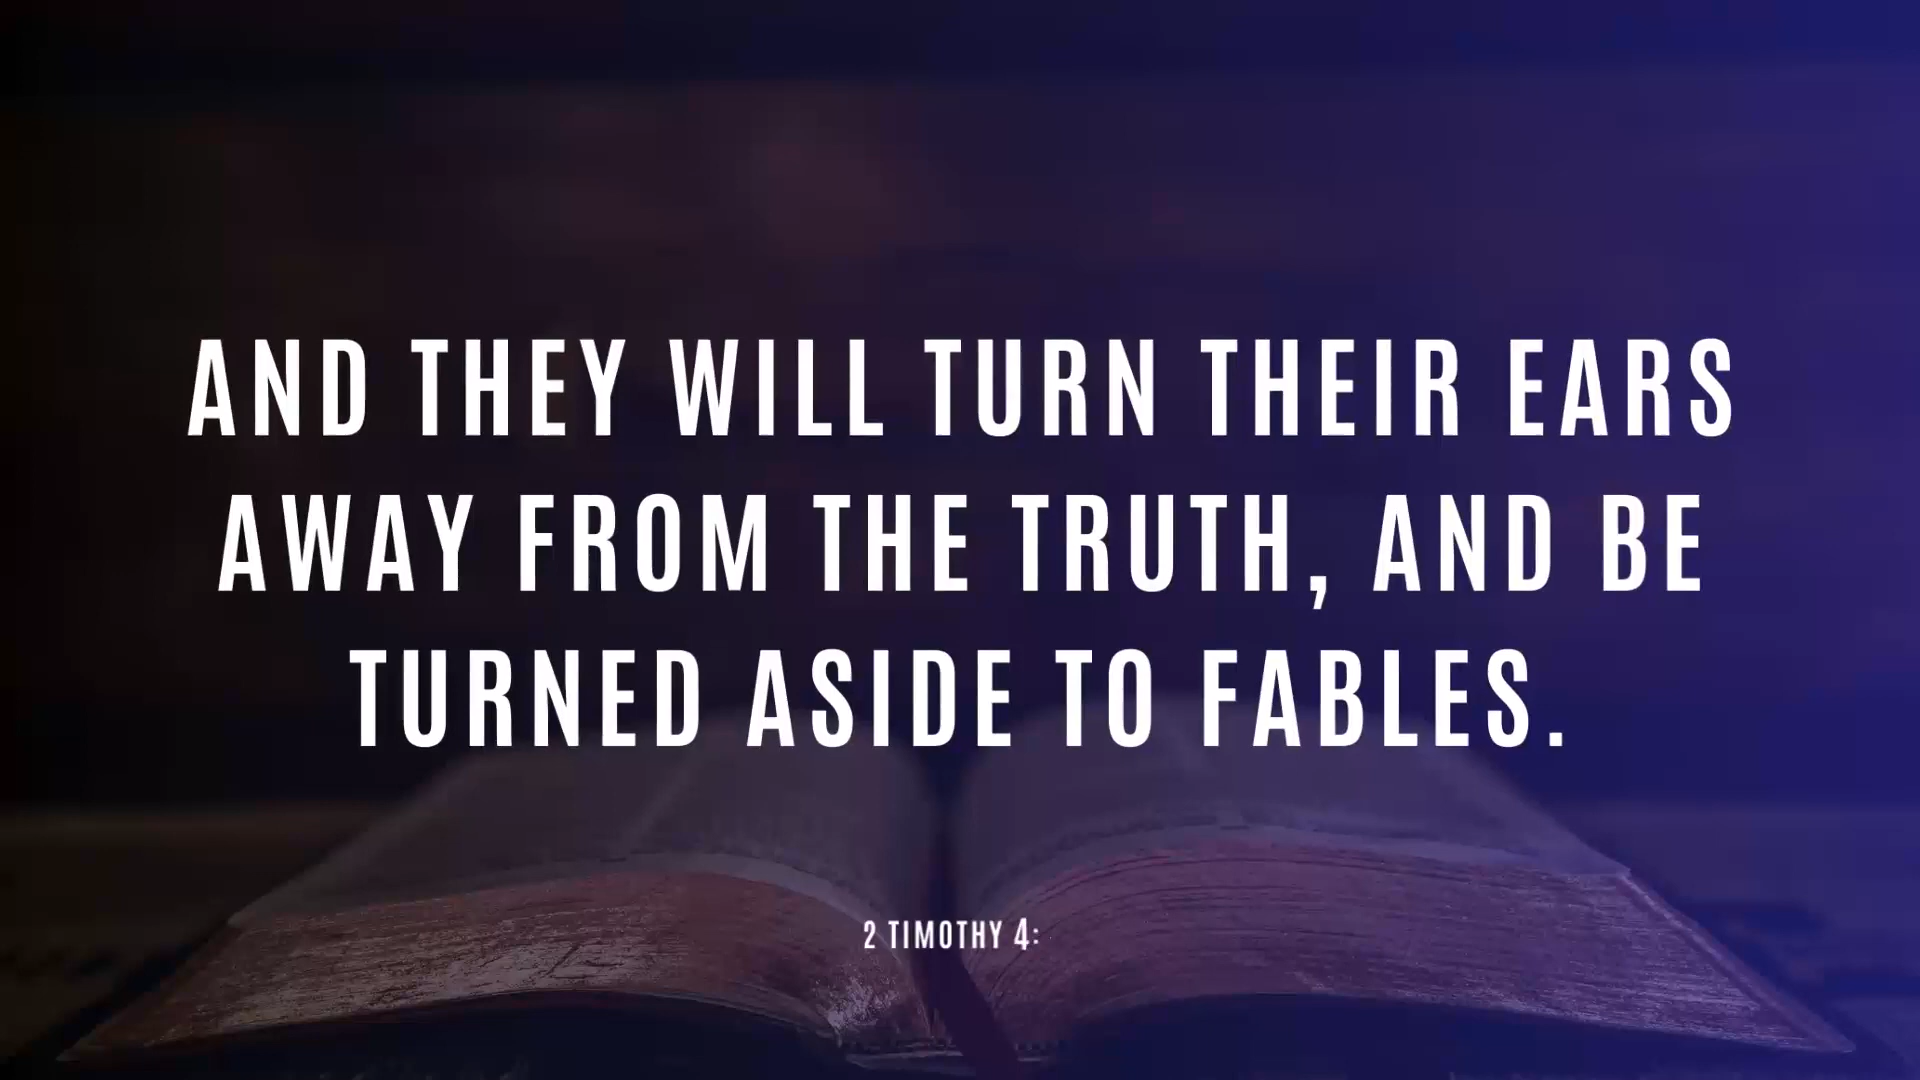 AND THEY WILL TURN THEIR EARS
AWAY FROM THE TRUTH, AND BE
TURNED ASIDE TO FABLES.
2 TIMOTHY 4: